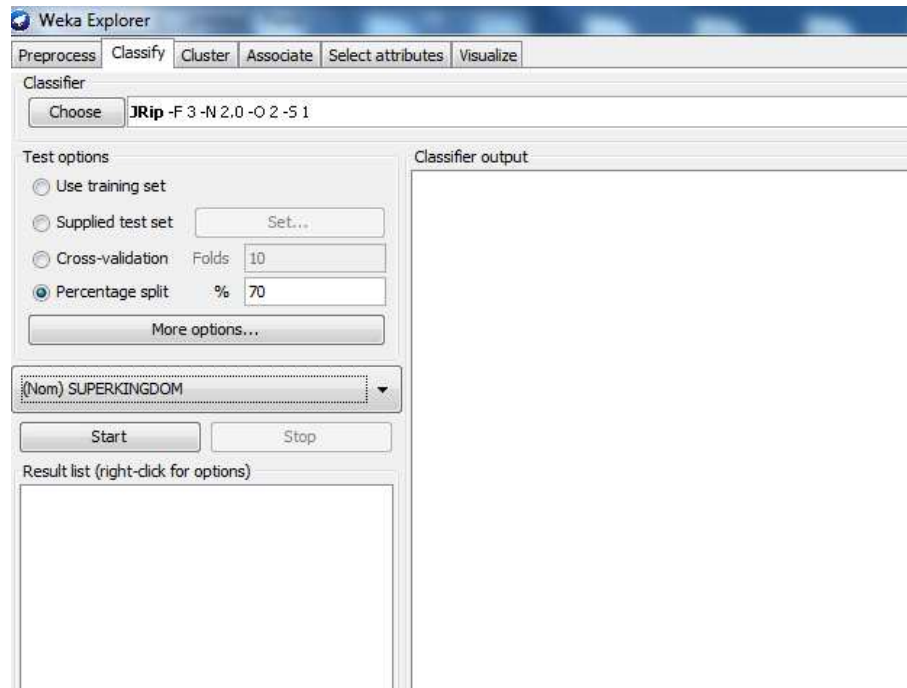 Weka Explorer
Preprocess Classify Cluster Associate Select attributes Visualize
Classifier
Choose JRip -F 3 -N 2.0 -O 2 -S 1
Test options
Classifier output
Use training set
Supplied test set Set...
Cross-validation Folds 10
Percentage split % 70
More options...
(Nom) SUPERKINGDOM
Start Stop
Result list (right-click for options)